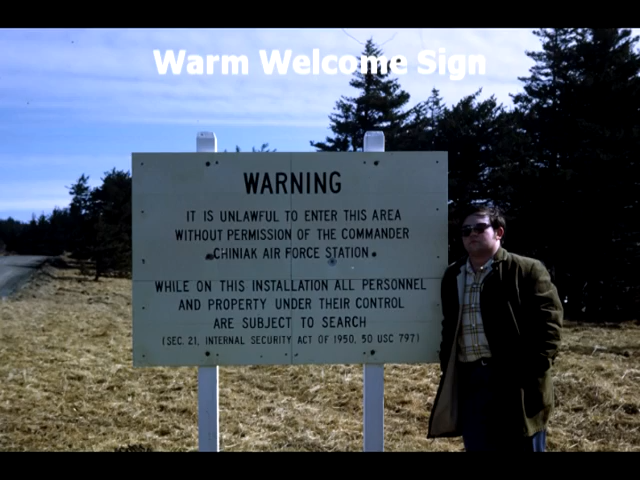 Warm Welcome Sign
WARNING
IT IS UNLAWFUL TO ENTER THIS AREA
WITHOUT PERMISSION OF THE COMMANDER
CHINIAK AIR FORCE STATION.
WHILE ON THIS INSTALLATION ALL PERSONNEL
AND PROPERTY UNDER THEIR CONTROL
ARE SUBJECT TO SEARCH
(SEC. 21, INTERNAL SECURITY ACT OF 1950, 50 USC 797)